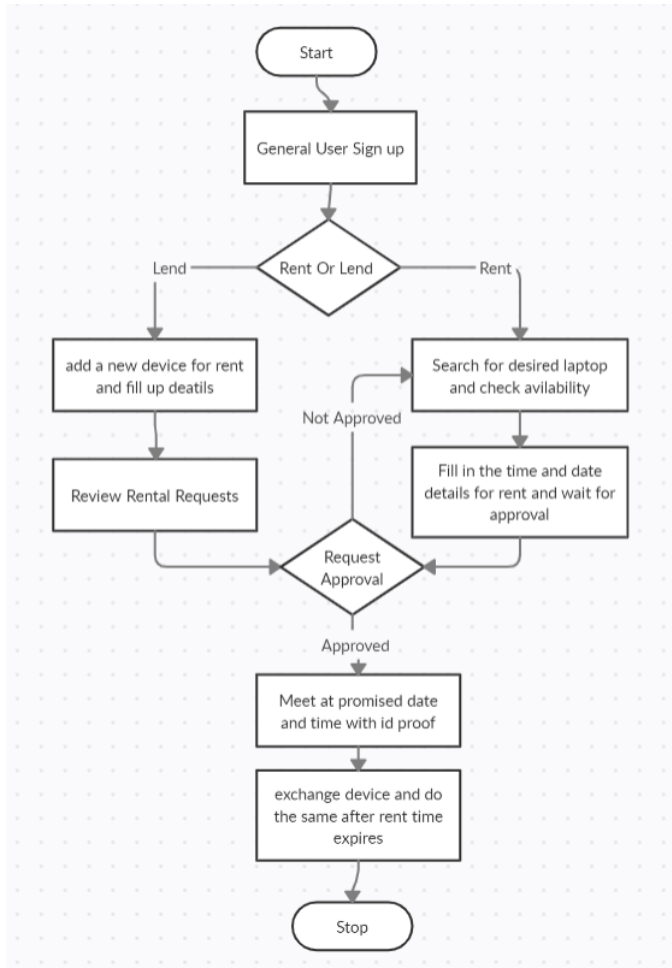 Start
General User Sign up
Rent Or Lend
Lend
Rent
add a new device for rent
and fill up deatils
Search for desired laptop
and check avilability
Not Approved
Review Rental Requests
Fill in the time and date
details for rent and wait for
approval
Request
Approval
Approved
Meet at promised date
and time with id proof
exchange device and do
the same after rent time
expires
Stop